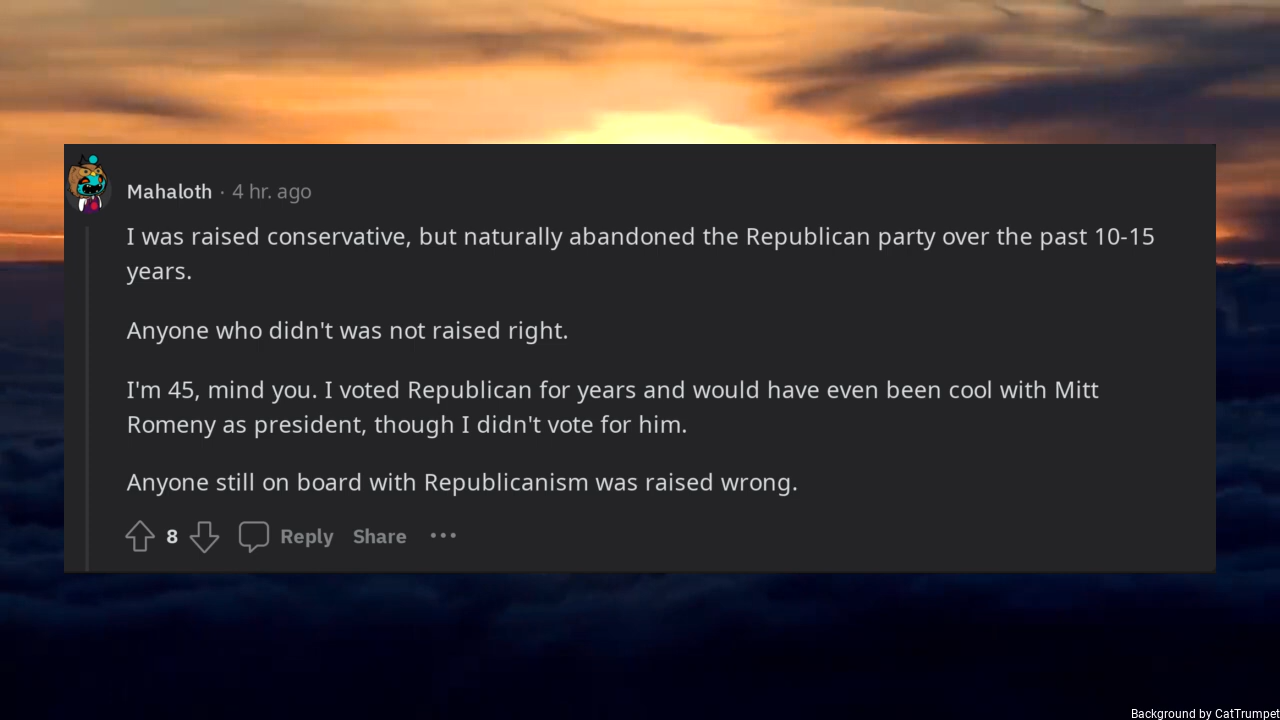 Mahaloth · 4 hr. ago
I was raised conservative, but naturally abandoned the Republican party over the past 10-15
years.
Anyone who didn't was not raised right.
I'm 45, mind you. I voted Republican for years and would have even been cool with Mitt
Romeny as president, though I didn't vote for him.
Anyone still on board with Republicanism was raised wrong.
8 Reply Share ···
Background by CatTrumpet